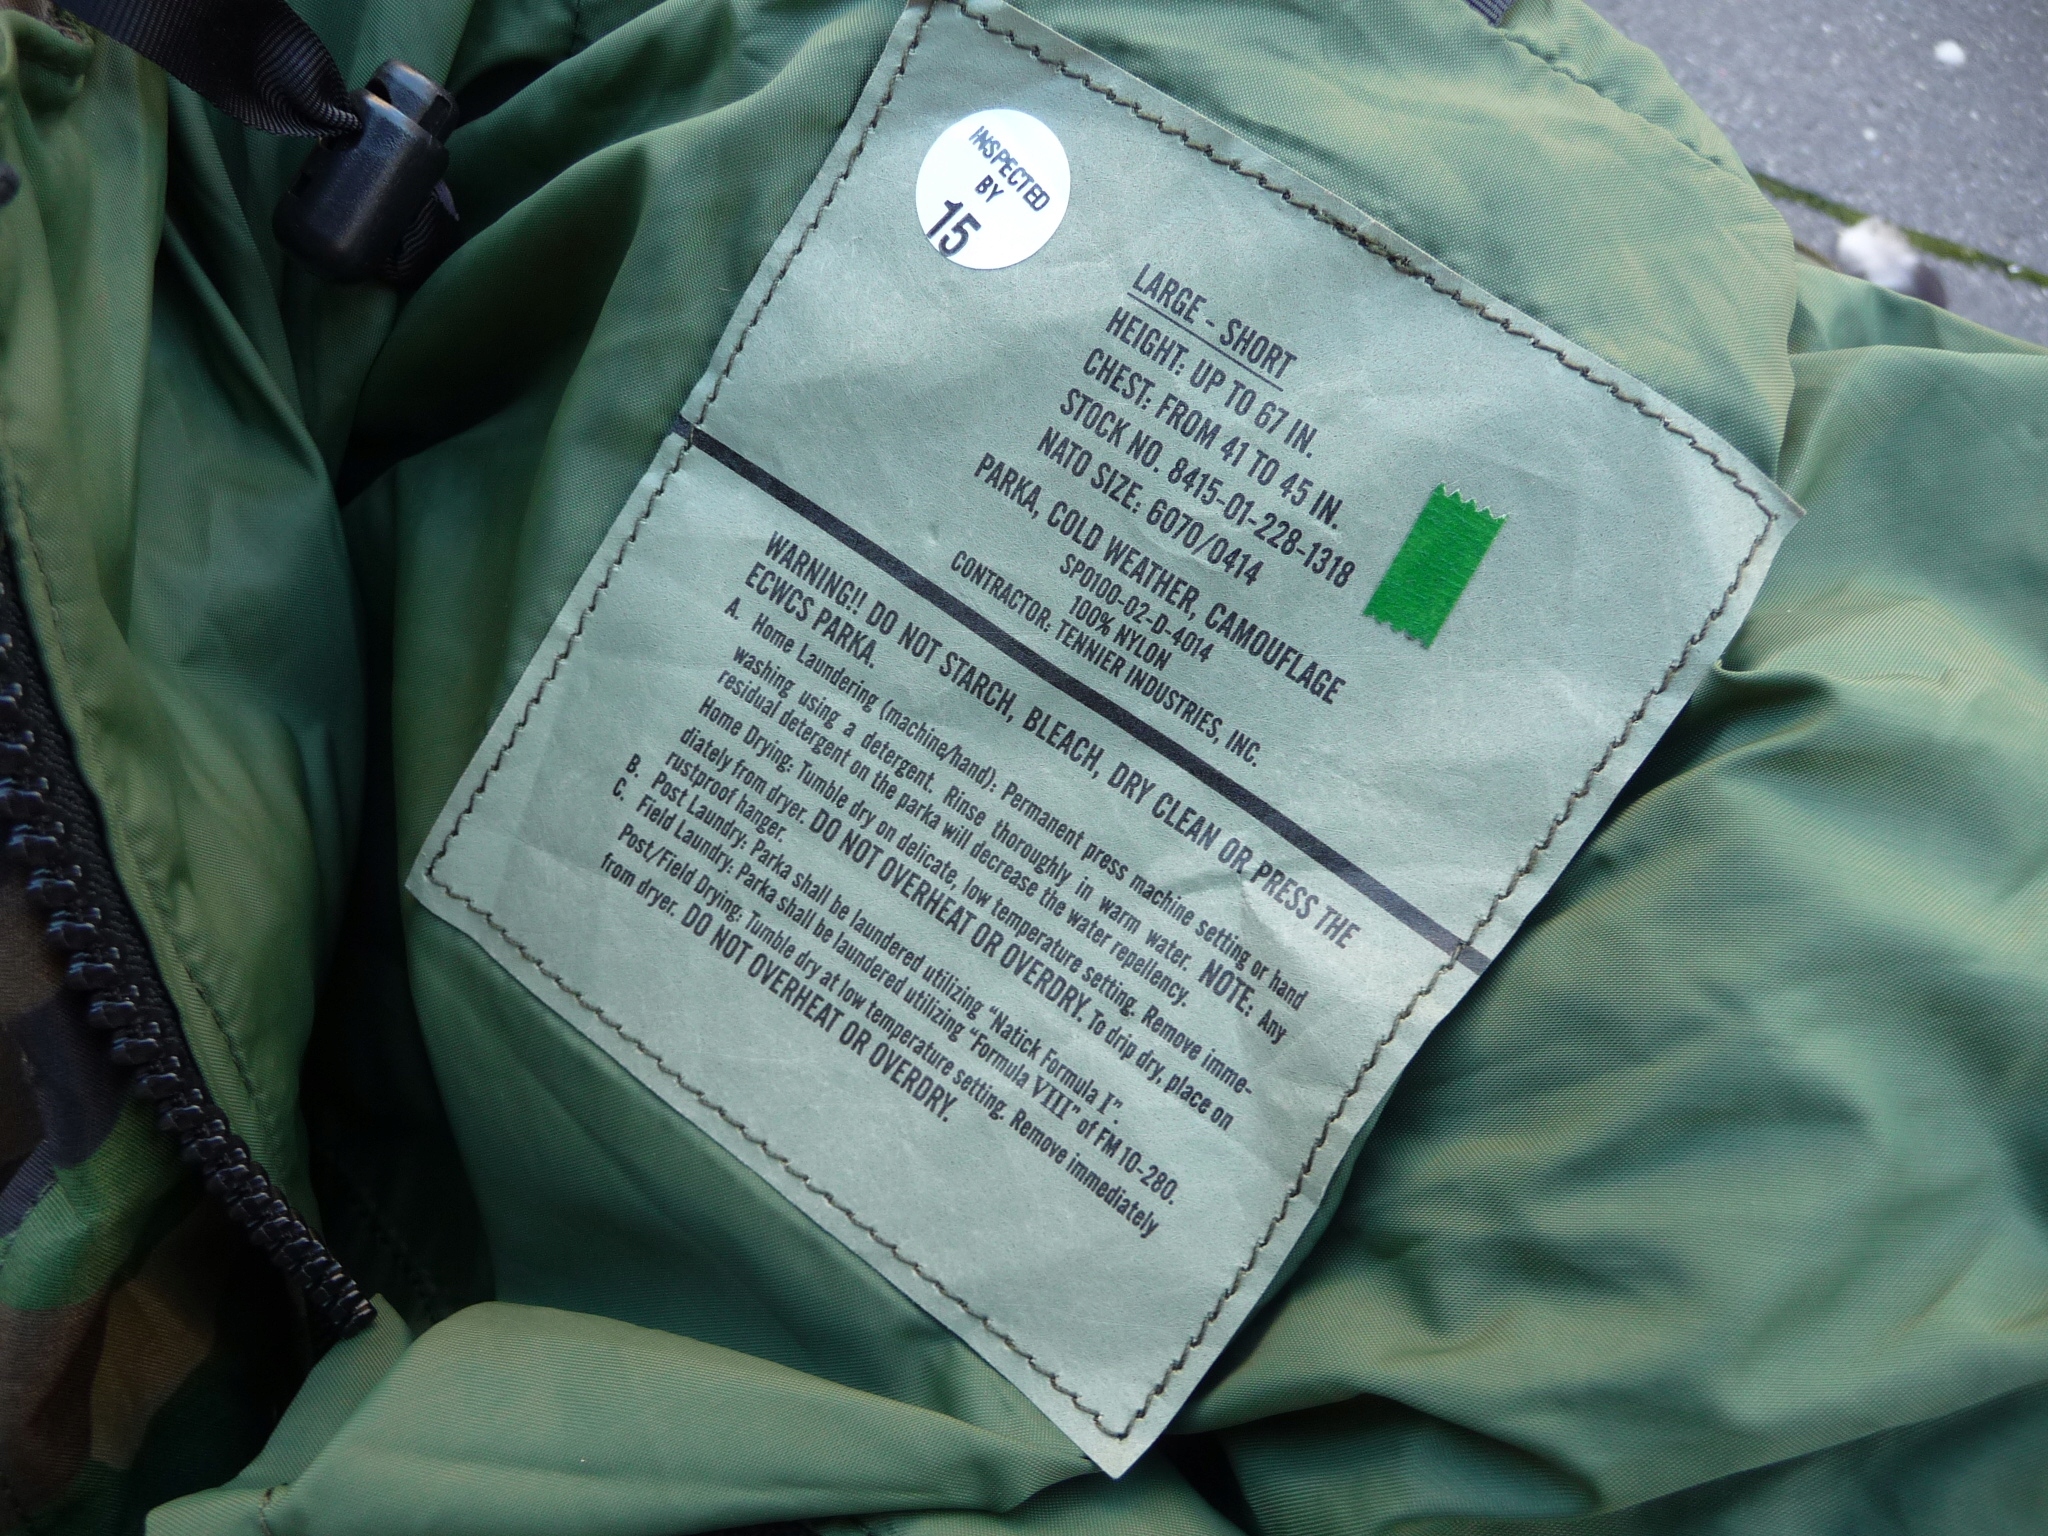 INSPECTED
BY
15
LARGE - SHORT
HEIGHT: UP TO 67 IN.
CHEST: FROM 41 TO 45 IN.
STOCK NO. 8415-01-228-1318
NATO SIZE: 6070/0414
PARKA, COLD WEATHER, CAMOUFLAGE
SP0100-02-D-4014
100% NYLON
CONTRACTOR: TENNIER INDUSTRIES, INC.
WARNING!! DO NOT STARCH, BLEACH, DRY CLEAN OR PRESS THE
ECWCS PARKA.
A. Home Laundering (machine/hand): Permanent press machine setting or hand
washing using a detergent. Rinse thoroughly in warm water. NOTE: Any
residual detergent on the parka will decrease the water repellency.
Home Drying: Tumble dry on delicate, low temperature setting. Remove imme-
diately from dryer. DO NOT OVERHEAT OR OVERDRY. To drip dry, place on
rustproof hanger.
B. Post Laundry: Parka shall be laundered utilizing "Natick Formula I".
C. Field Laundry: Parka shall be laundered utilizing "Formula VIII" of FM 10-280.
Post/Field Drying: Tumble dry at low temperature setting. Remove immediately
from dryer. DO NOT OVERHEAT OR OVERDRY.